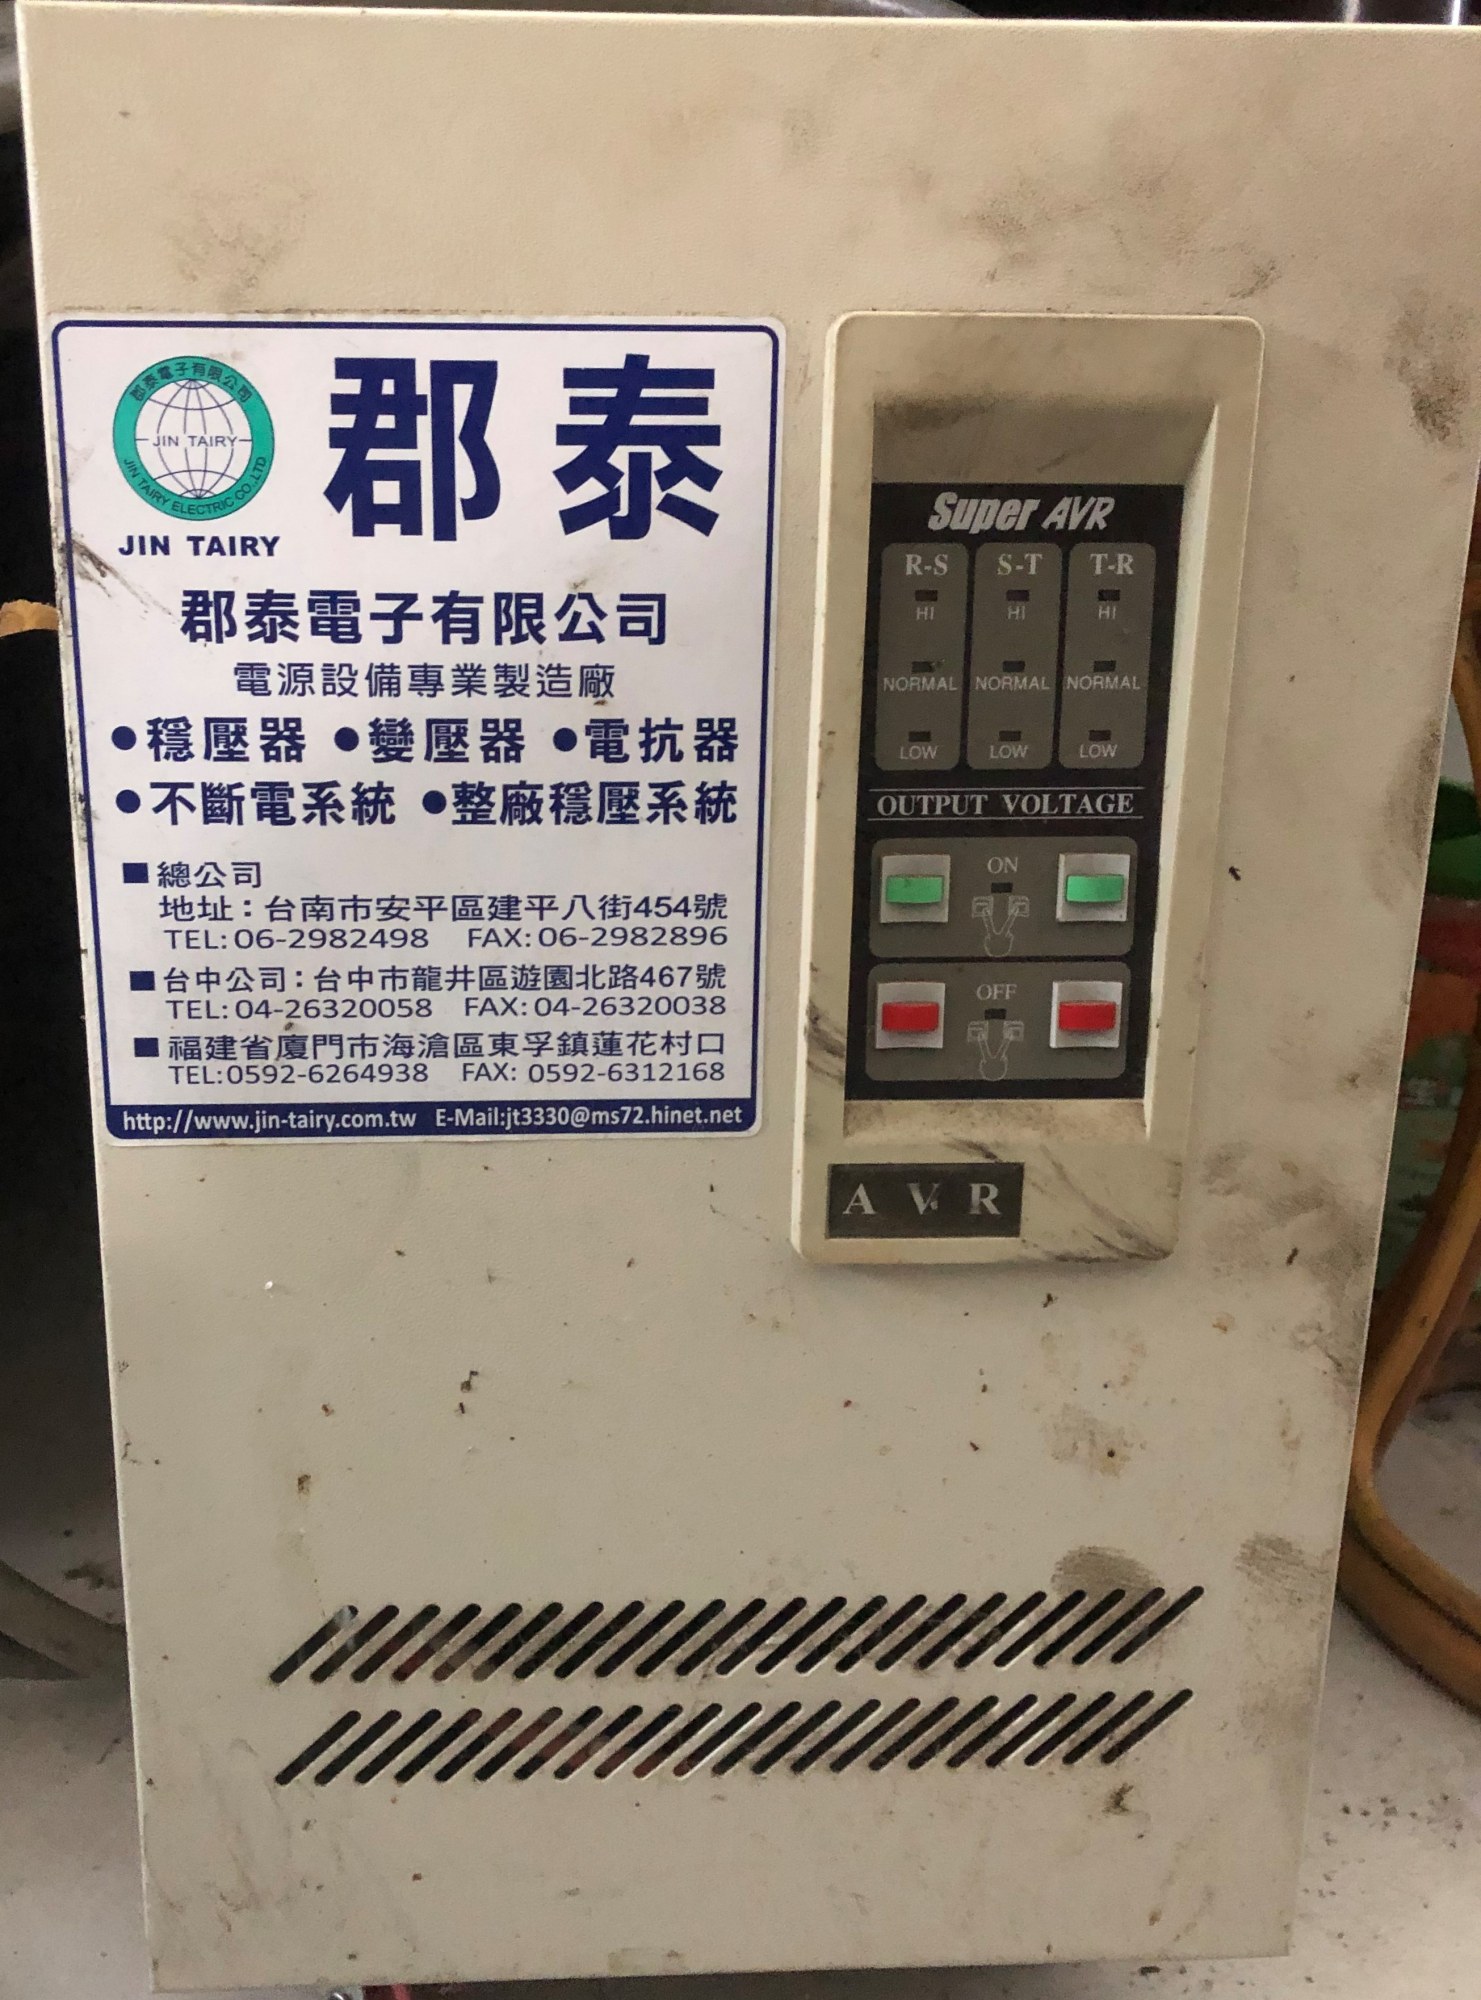 郡泰電子有限公司
JIN TAIRY
JIN TAIRY ELECTRIC CO.,LTD
JIN TAIRY
郡泰
郡泰電子有限公司
電源設備專業製造廠
●穩壓器 ●變壓器 ●電抗器
●不斷電系統 ●整廠穩壓系統
■總公司
地址：台南市安平區建平八街454號
TEL:06-2982498 FAX:06-2982896
■台中公司：台中市龍井區遊園北路467號
TEL:04-26320058 FAX:04-26320038
■福建省廈門市海滄區東孚鎮蓮花村口
TEL:0592-6264938 FAX: 0592-6312168
http://www.jin-tairy.com.tw E-Mail:jt3330@ms72.hinet.net
Super AVR
R-S S-T T-R
HI HI HI
NORMAL NORMAL NORMAL
LOW LOW LOW
OUTPUT VOLTAGE
ON
OFF
A V R